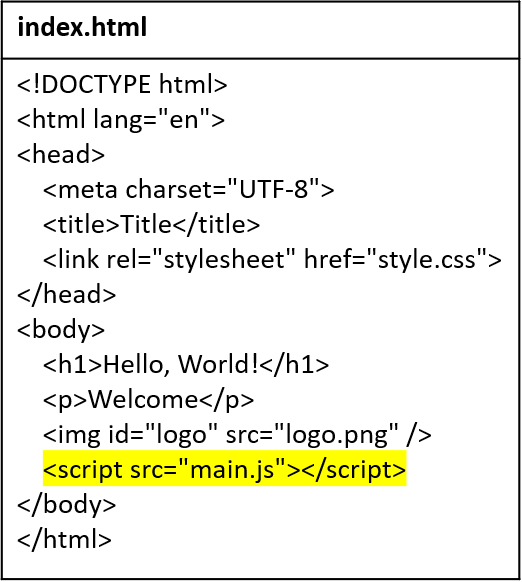 index.html
<!DOCTYPE html>
<html lang="en">
<head>
<meta charset="UTF-8">
<title>Title</title>
<link rel="stylesheet" href="style.css">
</head>
<body>
<h1>Hello, World!</h1>
<p>Welcome</p>
<img id="logo" src="logo.png" />
<script src="main.js"></script>
</body>
</html>